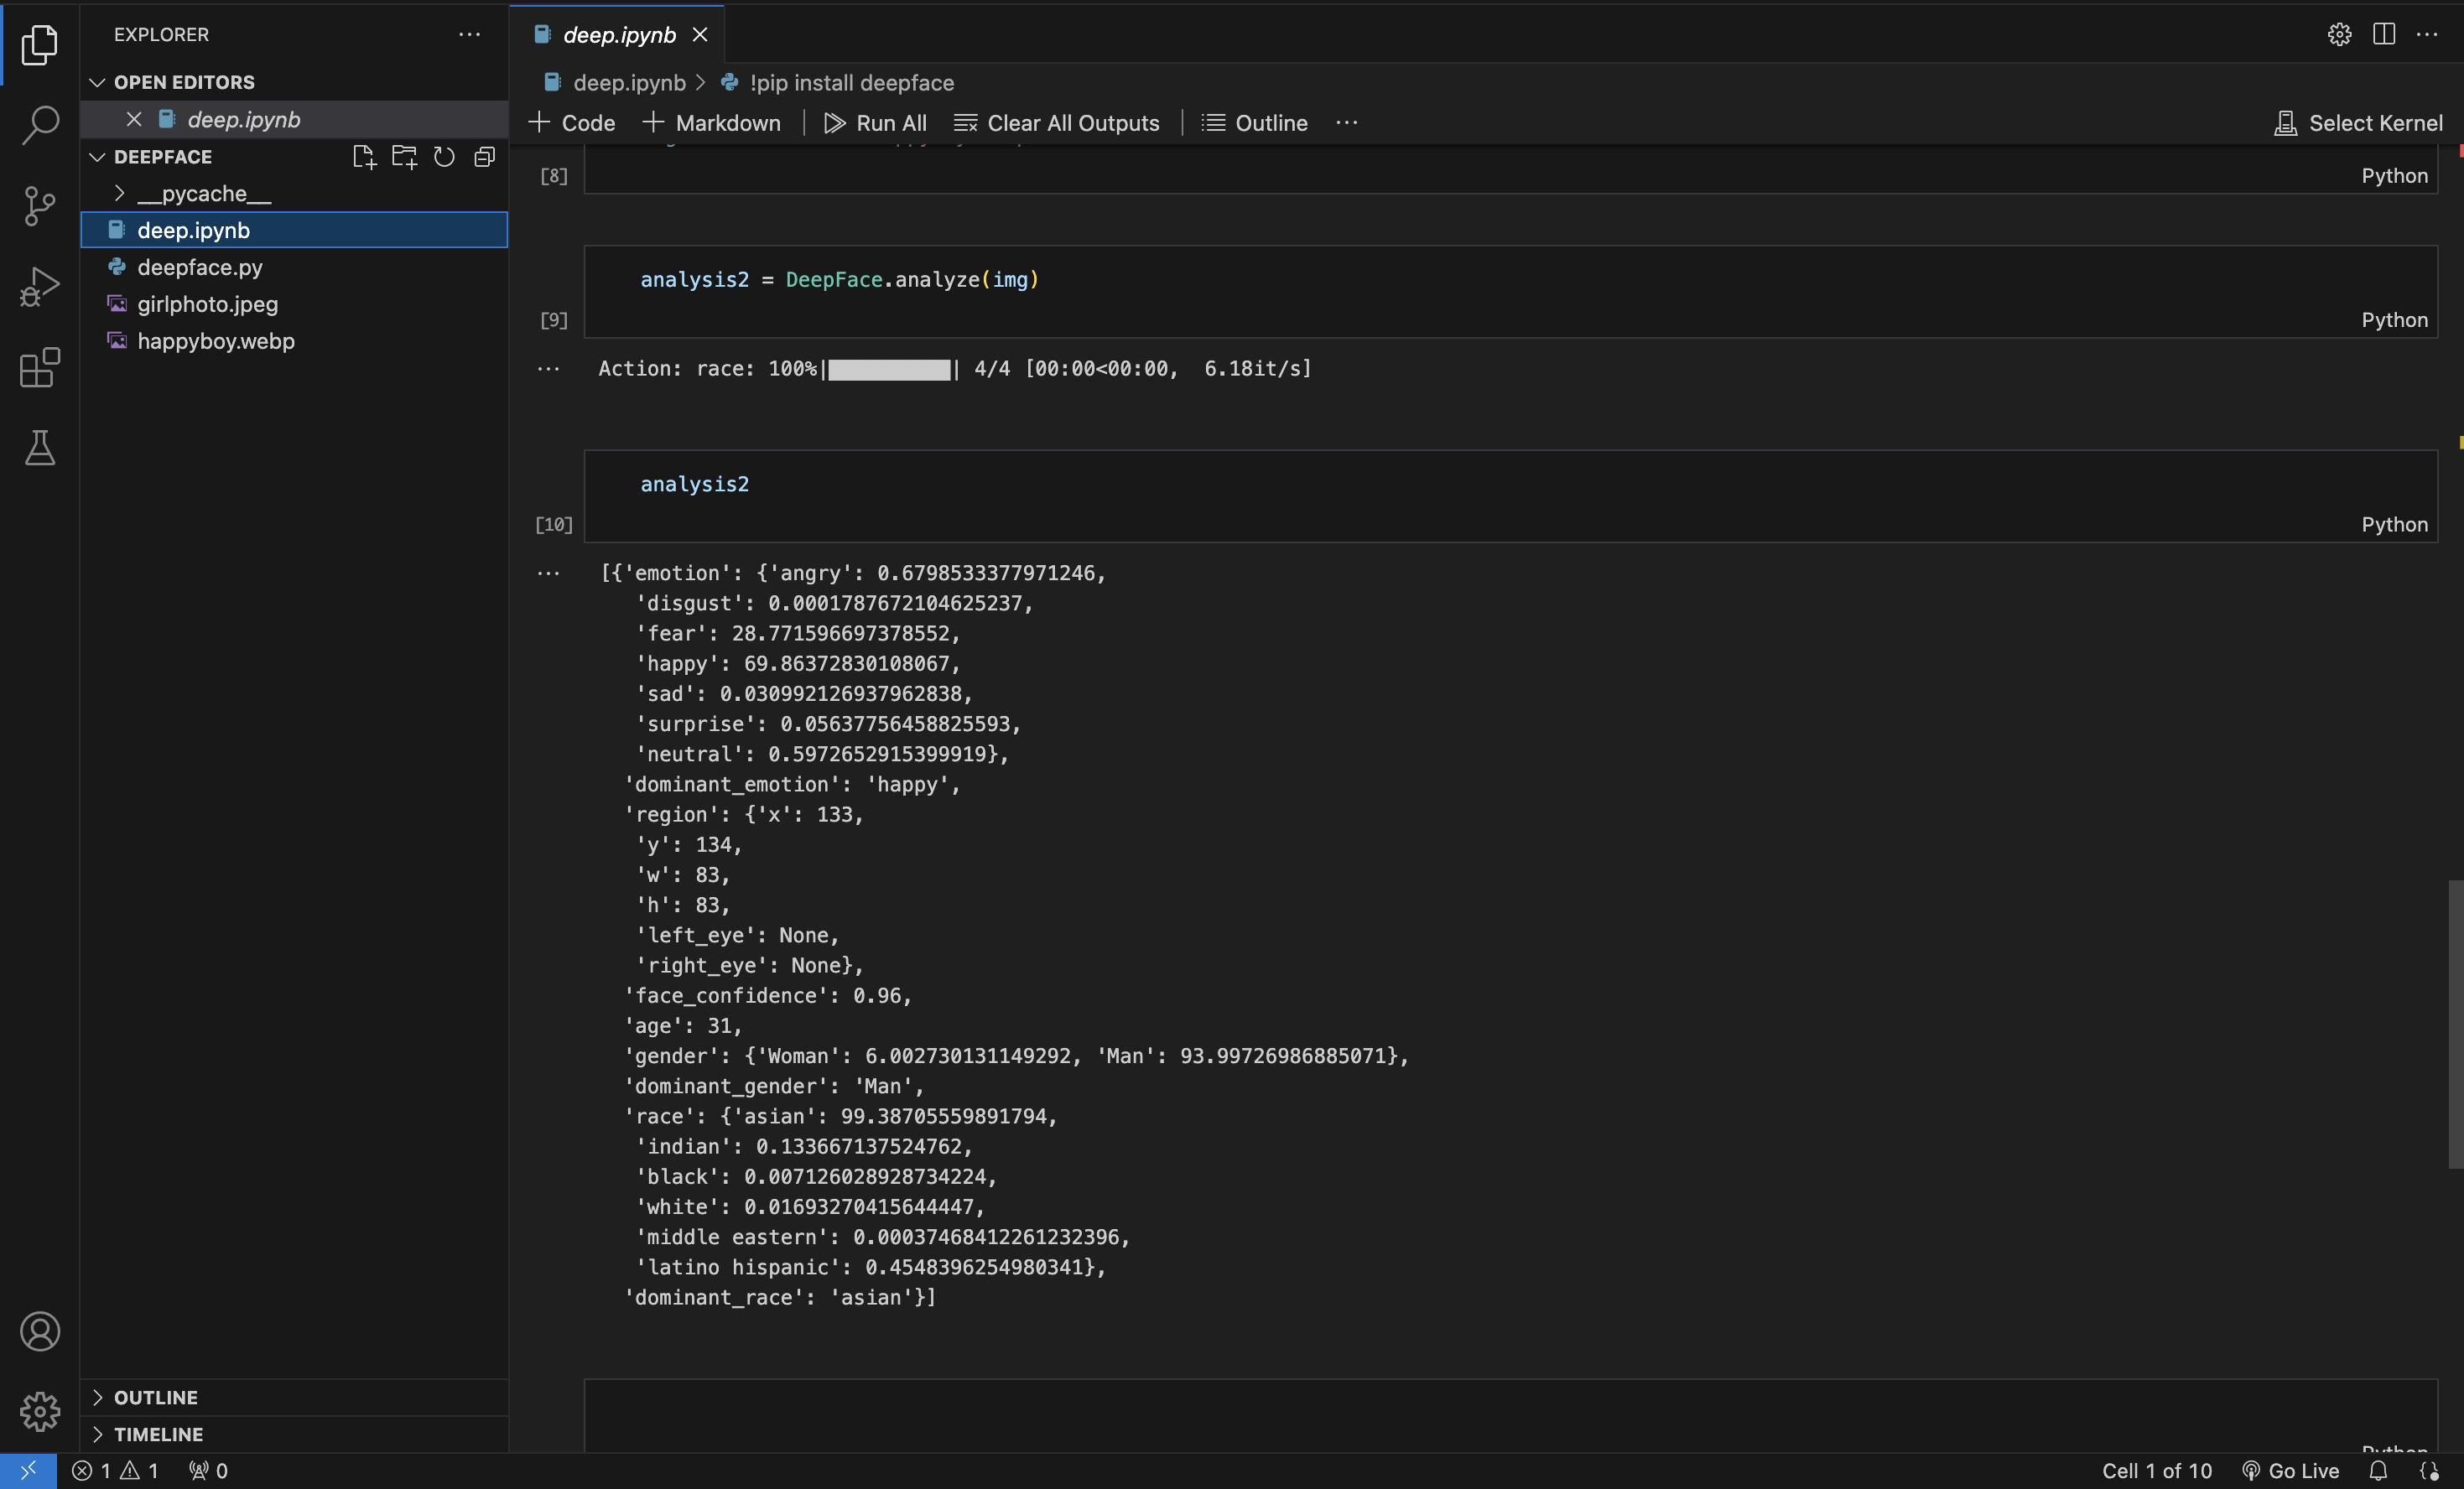 EXPLORER
OPEN EDITORS
deep.ipynb
DEEPFACE
__pycache__
deep.ipynb
deepface.py
girlphoto.jpeg
happyboy.webp
OUTLINE
TIMELINE
deep.ipynb
deep.ipynb > !pip install deepface
+ Code + Markdown Run All Clear All Outputs Outline ... Select Kernel
[8] Python
analysis2 = DeepFace.analyze(img)
[9] Python
... Action: race: 100%| | 4/4 [00:00<00:00, 6.18it/s]
analysis2
[10] Python
... [{'emotion': {'angry': 0.6798533377971246,
'disgust': 0.0001787672104625237,
'fear': 28.771596697378552,
'happy': 69.86372830108067,
'sad': 0.030992126937962838,
'surprise': 0.05637756458825593,
'neutral': 0.5972652915399919},
'dominant_emotion': 'happy',
'region': {'x': 133,
'y': 134,
'w': 83,
'h': 83,
'left_eye': None,
'right_eye': None},
'face_confidence': 0.96,
'age': 31,
'gender': {'Woman': 6.002730131149292, 'Man': 93.99726986885071},
'dominant_gender': 'Man',
'race': {'asian': 99.38705559891794,
'indian': 0.133667137524762,
'black': 0.007126028928734224,
'white': 0.01693270415644447,
'middle eastern': 0.00037468412261232396,
'latino hispanic': 0.4548396254980341},
'dominant_race': 'asian'}]
1 1 0 Cell 1 of 10 Go Live